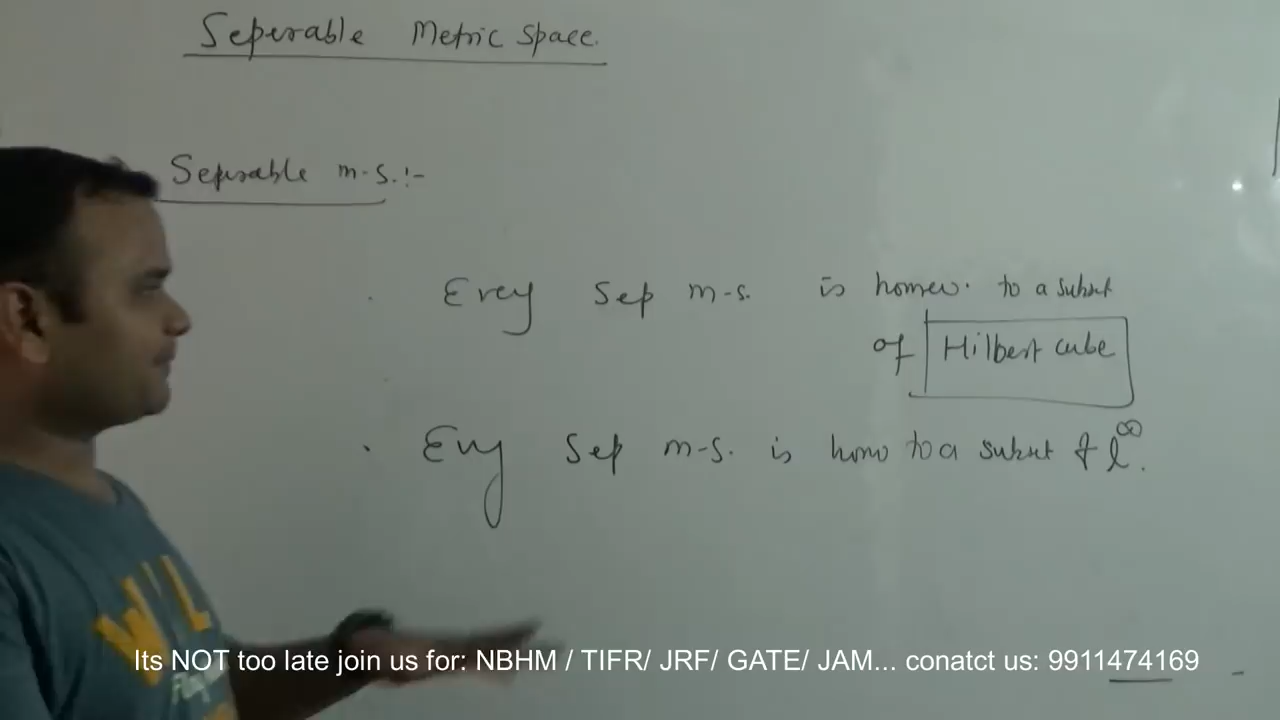 Seperable Metric Space.
Seprable m.s.:-
. Evey Sep m-s. is homeo. to a subset
of Hilbert cube
. Evy Sep m-s. is homo to a subset of l^∞.
Its NOT too late join us for: NBHM / TIFR/ JRF/ GATE/ JAM... conatct us: 9911474169